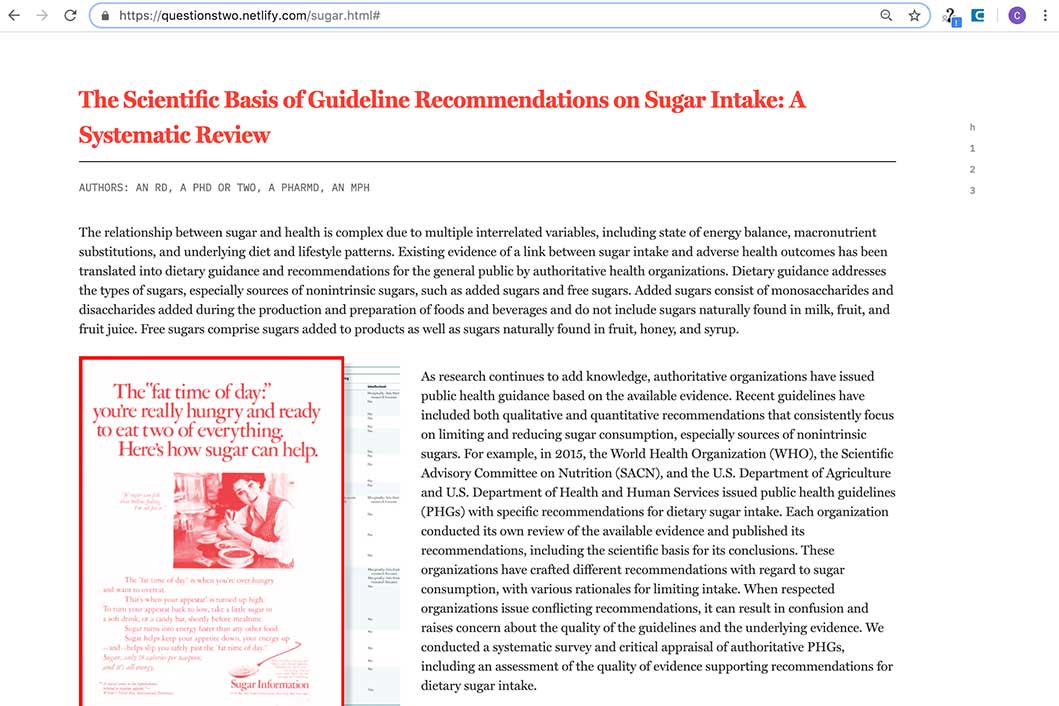 https://questionstwo.netlify.com/sugar.html#
C
The Scientific Basis of Guideline Recommendations on Sugar Intake: A
Systematic Review
h
1
2
3
AUTHORS: AN RD, A PHD OR TWO, A PHARMD, AN MPH
The relationship between sugar and health is complex due to multiple interrelated variables, including state of energy balance, macronutrient
substitutions, and underlying diet and lifestyle patterns. Existing evidence of a link between sugar intake and adverse health outcomes has been
translated into dietary guidance and recommendations for the general public by authoritative health organizations. Dietary guidance addresses
the types of sugars, especially sources of nonintrinsic sugars, such as added sugars and free sugars. Added sugars consist of monosaccharides and
disaccharides added during the production and preparation of foods and beverages and do not include sugars naturally found in milk, fruit, and
fruit juice. Free sugars comprise sugars added to products as well as sugars naturally found in fruit, honey, and syrup.
The "fat time of day:"
you're really hungry and ready
to eat two of everything.
Here's how sugar can help.
"If sugar can fill
that hollow feeling,
I'm all for it."
The "fat time of day" is when you're over-hungry
and want to overeat.
That's when your appestat* is turned up high.
To turn your appestat back to low, take a little sugar in
a soft drink, or a candy bar, shortly before mealtime.
Sugar turns into energy faster than any other food.
Sugar helps keep your appetite down, your energy up
—and—helps slip you safely past the "fat time of day."
Sugar...only 18 calories per teaspoon,
and it's all energy.
Sugar Information
As research continues to add knowledge, authoritative organizations have issued
public health guidance based on the available evidence. Recent guidelines have
included both qualitative and quantitative recommendations that consistently focus
on limiting and reducing sugar consumption, especially sources of nonintrinsic
sugars. For example, in 2015, the World Health Organization (WHO), the Scientific
Advisory Committee on Nutrition (SACN), and the U.S. Department of Agriculture
and U.S. Department of Health and Human Services issued public health guidelines
(PHGs) with specific recommendations for dietary sugar intake. Each organization
conducted its own review of the available evidence and published its
recommendations, including the scientific basis for its conclusions. These
organizations have crafted different recommendations with regard to sugar
consumption, with various rationales for limiting intake. When respected
organizations issue conflicting recommendations, it can result in confusion and
raises concern about the quality of the guidelines and the underlying evidence. We
conducted a systematic survey and critical appraisal of authoritative PHGs,
including an assessment of the quality of evidence supporting recommendations for
dietary sugar intake.